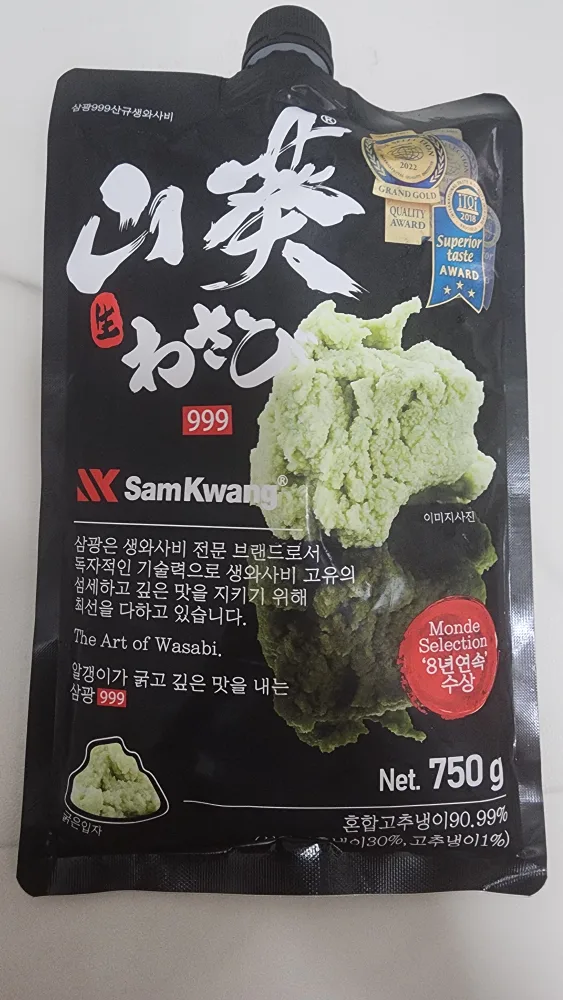 삼광999산규생와사비
山葵®
GRAND GOLD
2022
QUALITY
AWARD
iTQi
2018
Superior
taste
AWARD
生
わさび
999
SamKwang®
이미지사진
삼광은 생와사비 전문 브랜드로서
독자적인 기술력으로 생와사비 고유의
섬세하고 깊은 맛을 지키기 위해
최선을 다하고 있습니다.
The Art of Wasabi.
알갱이가 굵고 깊은 맛을 내는
삼광 999
Monde
Selection
'8년연속'
수상
굵은입자
Net. 750 g
혼합고추냉이90.99%
30%, 고추냉이1%)